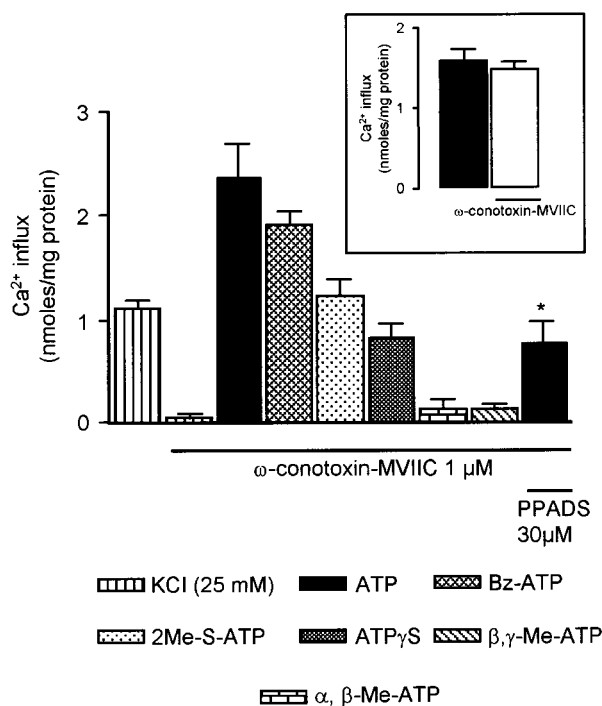 2
1
0
Ca²⁺ influx
(nmoles/mg protein)
ω-conotoxin-MVIIC
3
2
1
0
Ca²⁺ influx
(nmoles/mg protein)
*
ω-conotoxin-MVIIC 1 µM
PPADS
30µM
KCl (25 mM) ATP Bz-ATP
2Me-S-ATP ATPγS β,γ-Me-ATP
α, β-Me-ATP